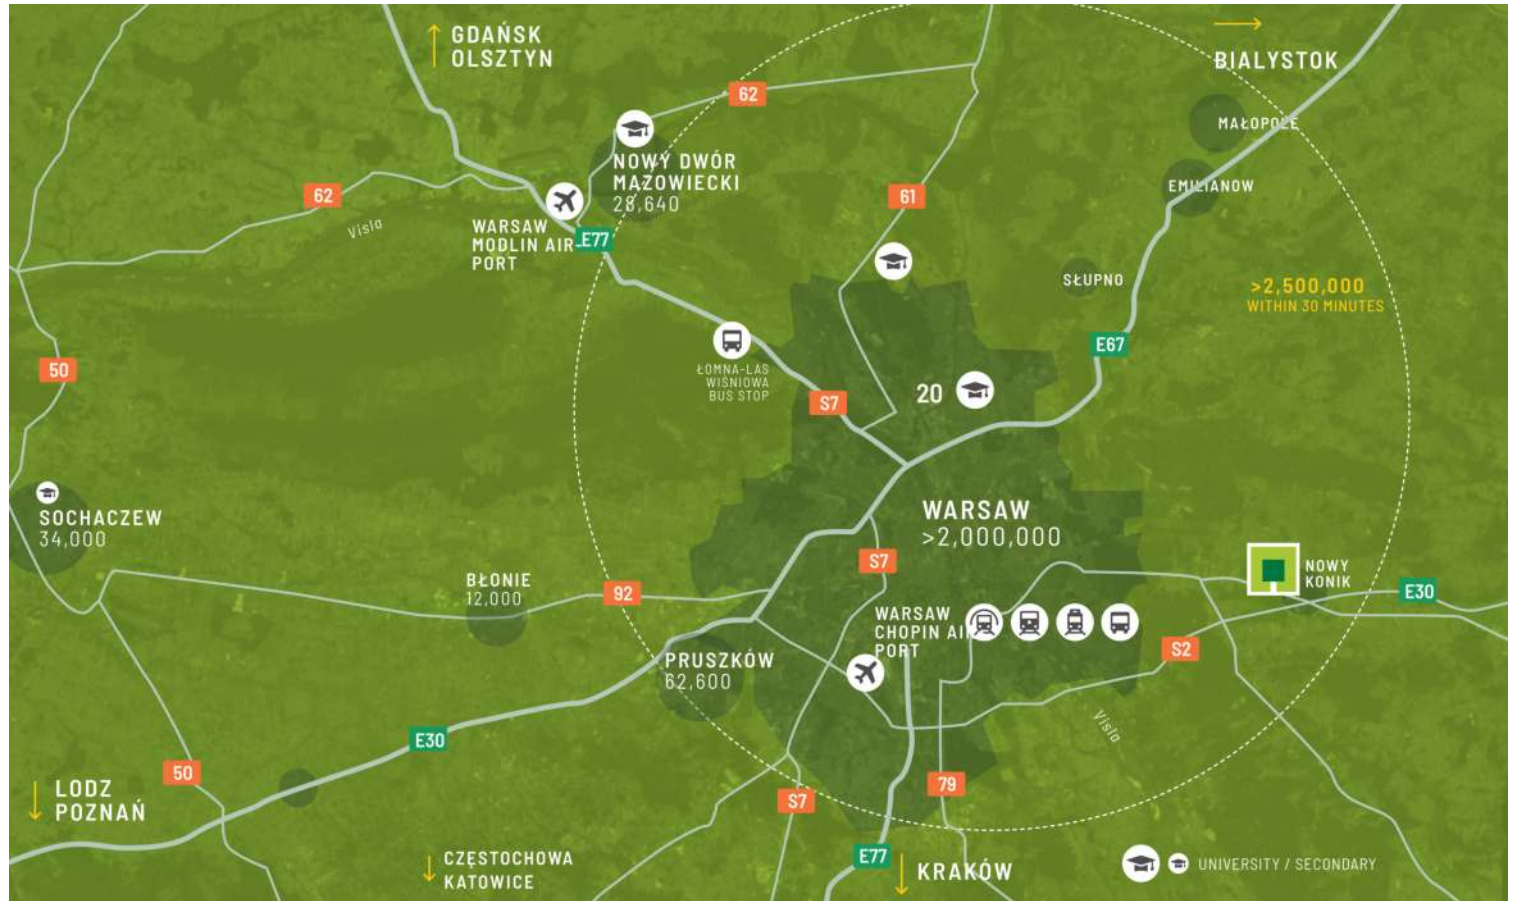 GDAŃSK
OLSZTYN
BIALYSTOK
62
MAŁOPOLE
NOWY DWÓR
MAZOWIECKI
28,640
62
61
EMILIANOW
Visla
WARSAW
MODLIN AIR-
PORT
E77
SŁUPNO
>2,500,000
WITHIN 30 MINUTES
E67
50
ŁOMNA-LAS
WISNIOWA
BUS STOP
S7
20
SOCHACZEW
34,000
WARSAW
>2,000,000
S7
NOWY
KONIK
BŁONIE
12,000
92
E30
WARSAW
CHOPIN AIR
PORT
S2
PRUSZKÓW
62,600
Visla
E30
50
LODZ
POZNAŃ
S7
79
E77
CZĘSTOCHOWA
KATOWICE
KRAKÓW
UNIVERSITY / SECONDARY